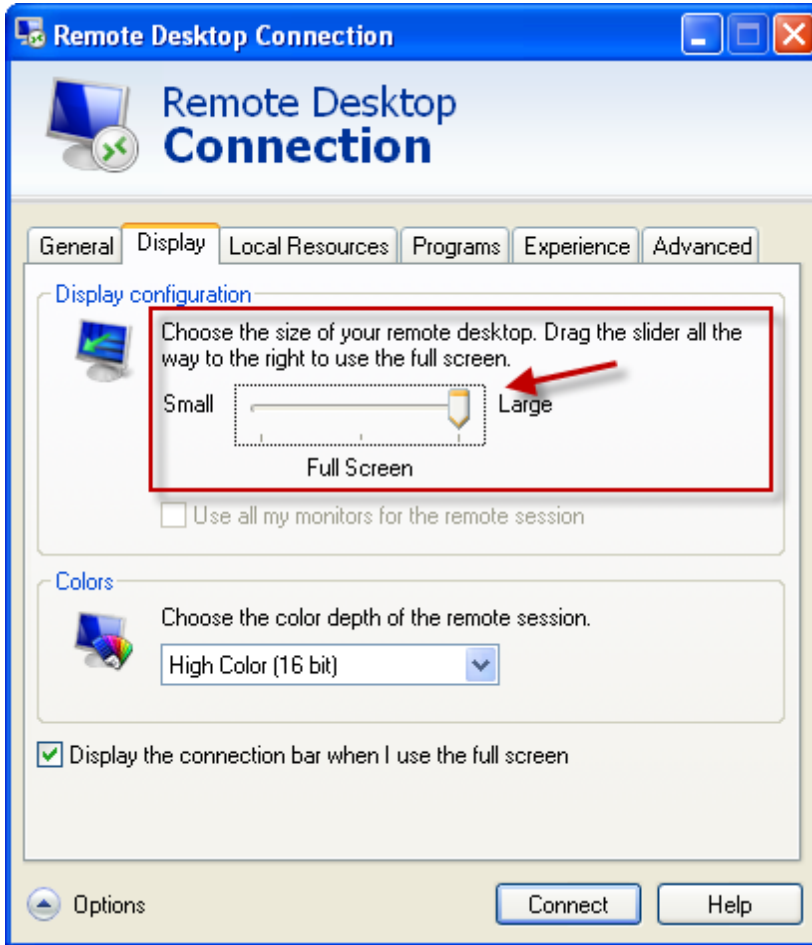 Remote Desktop Connection
Remote Desktop
Connection
General Display Local Resources Programs Experience Advanced
Display configuration
Choose the size of your remote desktop. Drag the slider all the
way to the right to use the full screen.
Small Large
Full Screen
Use all my monitors for the remote session
Colors
Choose the color depth of the remote session.
High Color (16 bit)
Display the connection bar when I use the full screen
Options Connect Help